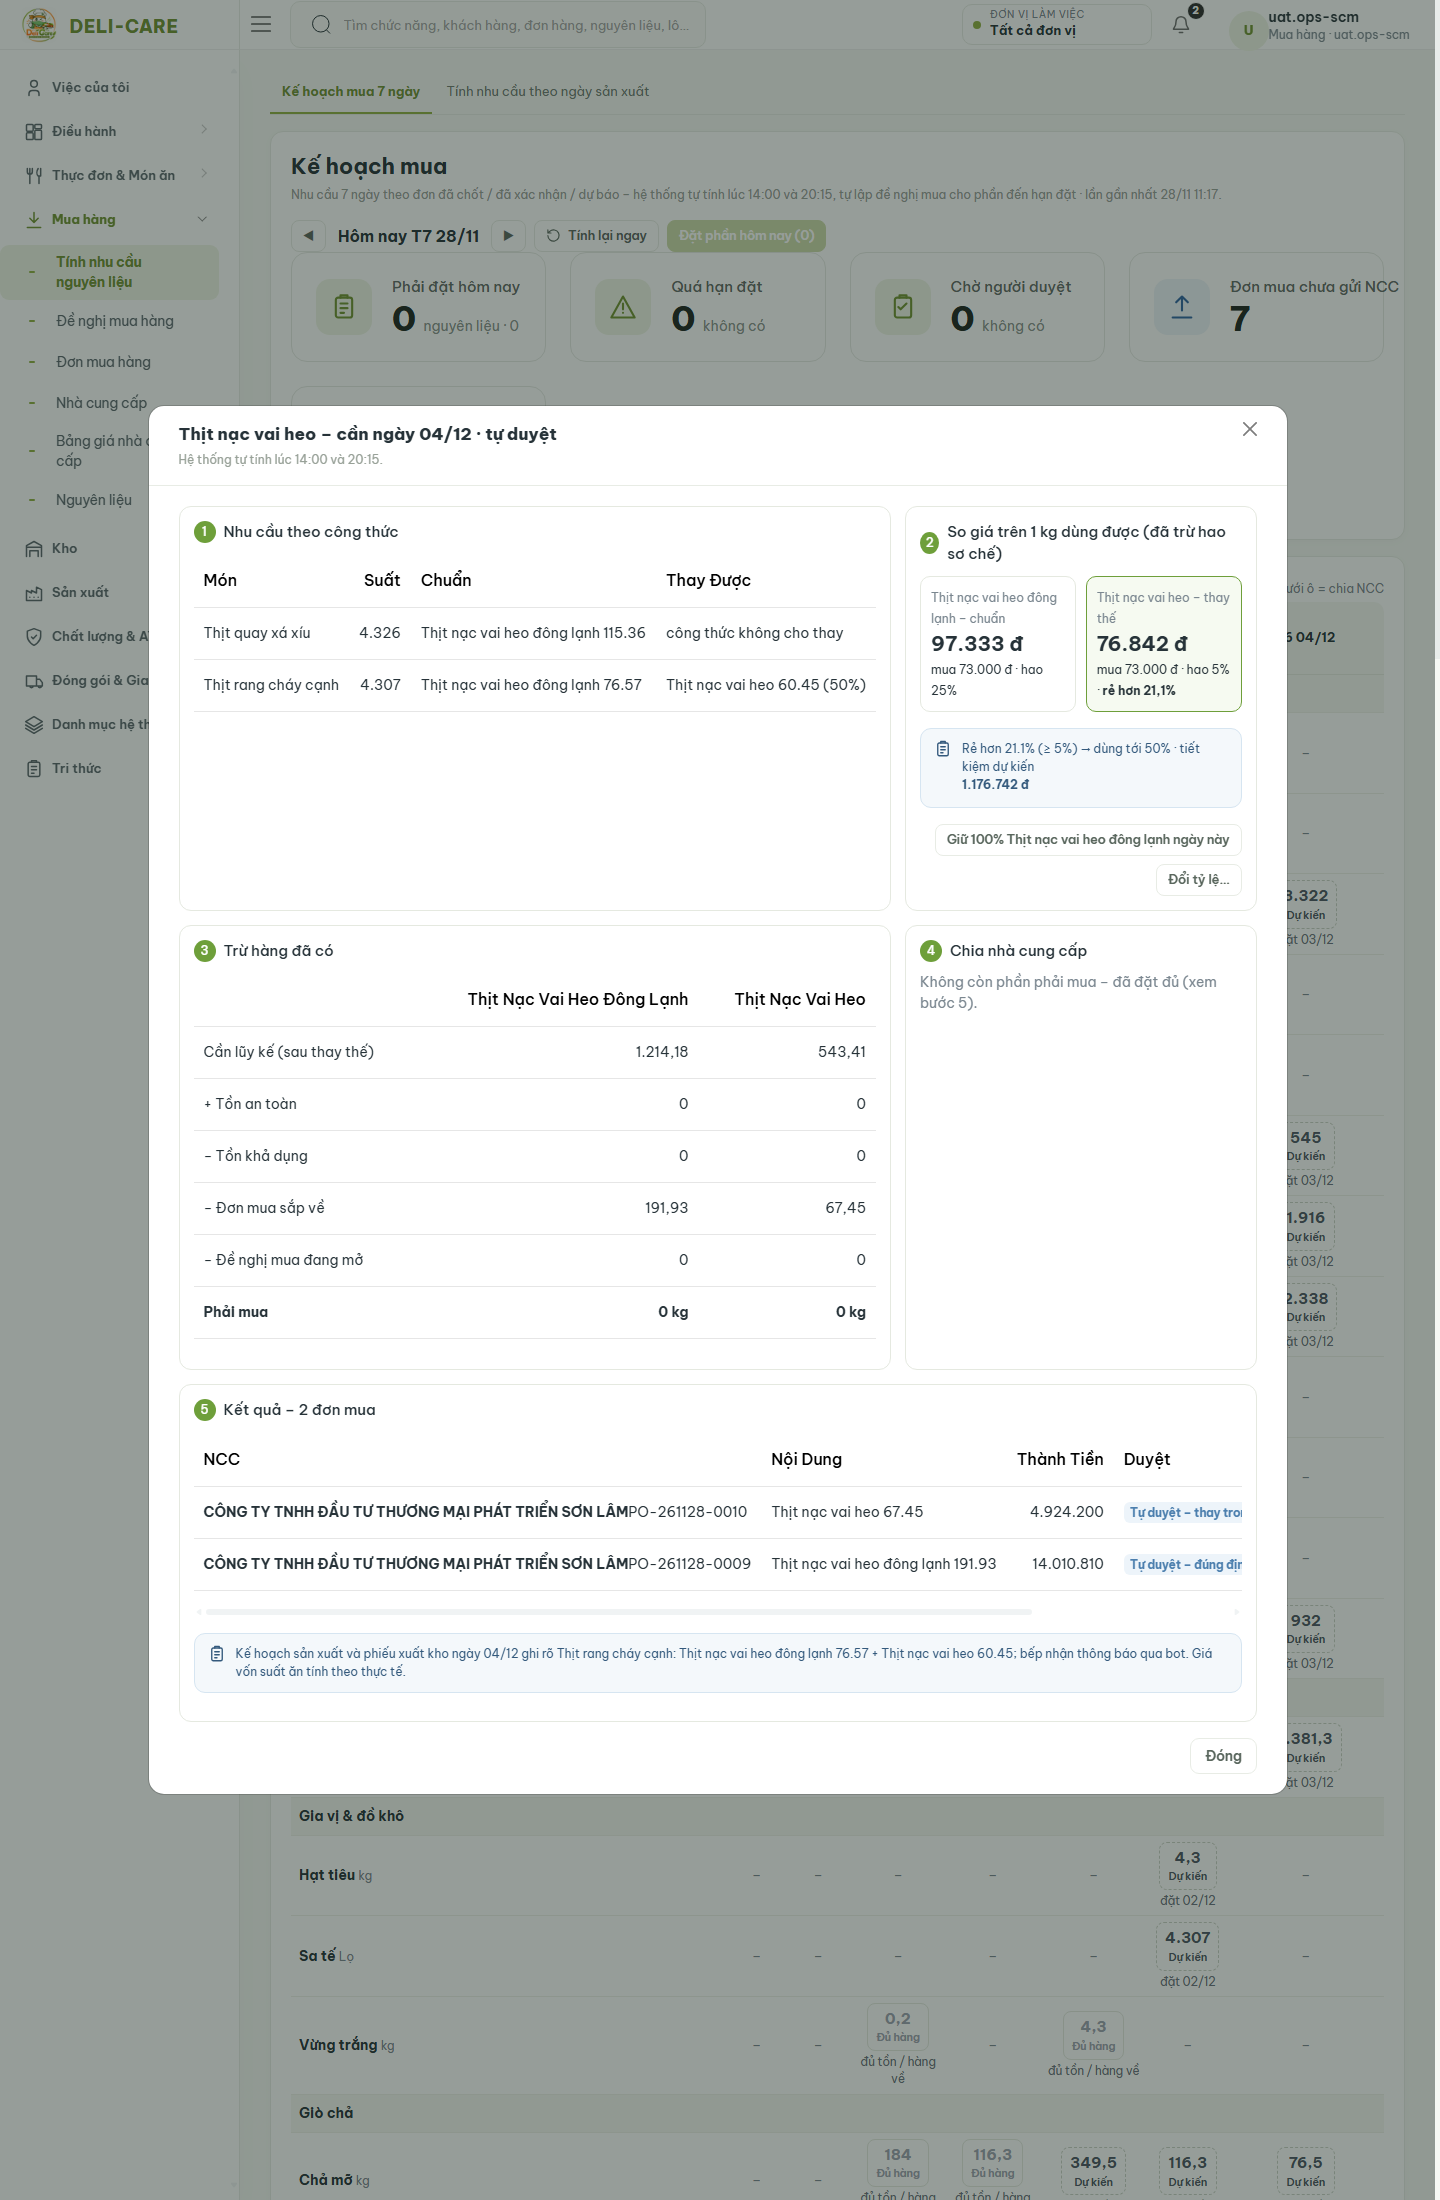 DELI-CARE
Tìm chức năng, khách hàng, đơn hàng, nguyên liệu, lô...
ĐƠN VỊ LÀM VIỆC
Tất cả đơn vị
2
U
uat.ops-scm
Mua hàng · uat.ops-scm
Việc của tôi
Điều hành
Thực đơn & Món ăn
Mua hàng
Tính nhu cầu
nguyên liệu
Đề nghị mua hàng
Đơn mua hàng
Nhà cung cấp
Bảng giá nhà
cấp
Nguyên liệu
Kho
Sản xuất
Chất lượng &
Đóng gói & Gia
Danh mục hệ th
Tri thức
Kế hoạch mua 7 ngày
Tính nhu cầu theo ngày sản xuất
Kế hoạch mua
Nhu cầu 7 ngày theo đơn đã chốt / đã xác nhận / dự báo – hệ thống tự tính lúc 14:00 và 20:15, tự lập đề nghị mua cho phần đến hạn đặt · lần gần nhất 28/11 11:17.
◀ Hôm nay T7 28/11 ▶ Tính lại ngay Đặt phần hôm nay (0)
Phải đặt hôm nay
0 nguyên liệu · 0
Quá hạn đặt
0 không có
Chờ người duyệt
0 không có
Đơn mua chưa gửi NCC
7
ưới ô = chia NCC
6 04/12
Thịt nạc vai heo – cần ngày 04/12 · tự duyệt
Hệ thống tự tính lúc 14:00 và 20:15.
1 Nhu cầu theo công thức
Món Suất Chuẩn Thay Được
Thịt quay xá xíu 4.326 Thịt nạc vai heo đông lạnh 115.36 công thức không cho thay
Thịt rang cháy cạnh 4.307 Thịt nạc vai heo đông lạnh 76.57 Thịt nạc vai heo 60.45 (50%)
2 So giá trên 1 kg dùng được (đã trừ hao
sơ chế)
Thịt nạc vai heo đông
lạnh – chuẩn
97.333 đ
mua 73.000 đ · hao
25%
Thịt nạc vai heo – thay
thế
76.842 đ
mua 73.000 đ · hao 5%
· rẻ hơn 21,1%
Rẻ hơn 21.1% (≥ 5%) → dùng tới 50% · tiết
kiệm dự kiến
1.176.742 đ
Giữ 100% Thịt nạc vai heo đông lạnh ngày này
Đổi tỷ lệ...
3 Trừ hàng đã có
Thịt Nạc Vai Heo Đông Lạnh Thịt Nạc Vai Heo
Cần lũy kế (sau thay thế) 1.214,18 543,41
+ Tồn an toàn 0 0
– Tồn khả dụng 0 0
– Đơn mua sắp về 191,93 67,45
– Đề nghị mua đang mở 0 0
Phải mua 0 kg 0 kg
4 Chia nhà cung cấp
Không còn phần phải mua – đã đặt đủ (xem
bước 5).
5 Kết quả – 2 đơn mua
NCC Nội Dung Thành Tiền Duyệt
CÔNG TY TNHH ĐẦU TƯ THƯƠNG MẠI PHÁT TRIỂN SƠN LÂMPO-261128-0010 Thịt nạc vai heo 67.45 4.924.200 Tự duyệt – thay tron
CÔNG TY TNHH ĐẦU TƯ THƯƠNG MẠI PHÁT TRIỂN SƠN LÂMPO-261128-0009 Thịt nạc vai heo đông lạnh 191.93 14.010.810 Tự duyệt – đúng địn
Kế hoạch sản xuất và phiếu xuất kho ngày 04/12 ghi rõ Thịt rang cháy cạnh: Thịt nạc vai heo đông lạnh 76.57 + Thịt nạc vai heo 60.45; bếp nhận thông báo qua bot. Giá
vốn suất ăn tính theo thực tế.
Đóng
–
–
3.322
Dự kiến
ặt 03/12
–
–
545
Dự kiến
ặt 03/12
1.916
Dự kiến
ặt 03/12
2.338
Dự kiến
ặt 03/12
–
–
–
932
Dự kiến
ặt 03/12
.381,3
Dự kiến
ặt 03/12
Gia vị & đồ khô
Hạt tiêu kg – – – – – 4,3 –
Dự kiến
đặt 02/12
Sa tế Lọ – – – – – 4.307 –
Dự kiến
đặt 02/12
Vừng trắng kg – – 0,2 – 4,3 – –
Đủ hàng Đủ hàng
đủ tồn / hàng
về
đủ tồn / hàng về
Giò chả
Chả mỡ kg – – 184 116,3 349,5 116,3 76,5
Đủ hàng Đủ hàng Dự kiến Dự kiến Dự kiến
đủ tồn / hàng đủ tồn / hàng